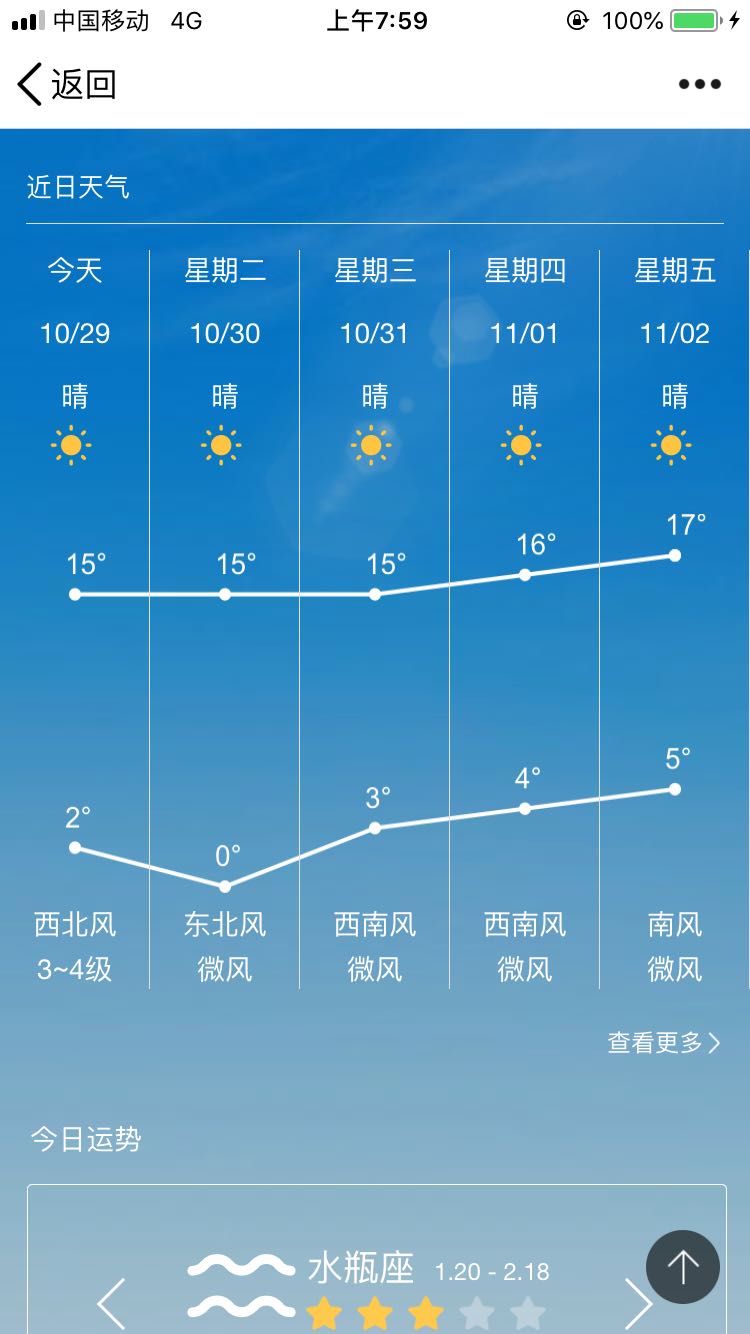 中国移动 4G 上午7:59 100%
返回
近日天气
今天 星期二 星期三 星期四 星期五
10/29 10/30 10/31 11/01 11/02
晴 晴 晴 晴 晴
15° 15° 15° 16° 17°
2° 0° 3° 4° 5°
西北风 东北风 西南风 西南风 南风
3~4级 微风 微风 微风 微风
查看更多
今日运势
水瓶座 1.20 - 2.18